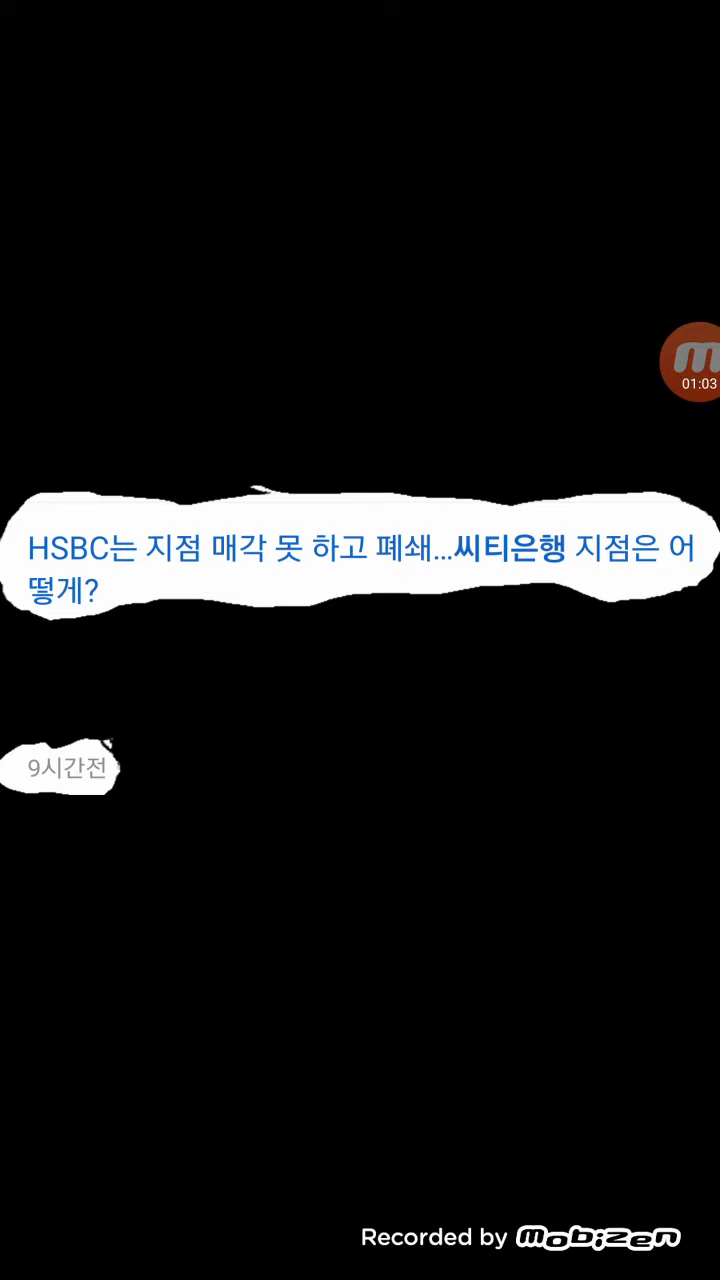 01:03
HSBC는 지점 매각 못 하고 폐쇄...씨티은행 지점은 어
떻게?
9시간전
Recorded by mobizen